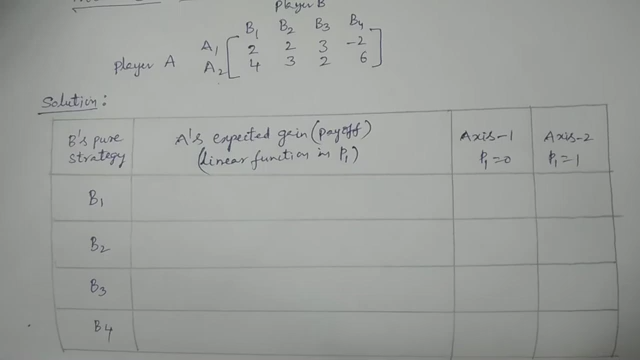 Player B
B1 B2 B3 B4
Player A A1 2 2 3 -2
A2 4 3 2 6
Solution:
B's pure strategy
A's expected gain (payoff)
(linear function in P1)
Axis-1
P1=0
Axis-2
P1=1
B1
B2
B3
B4